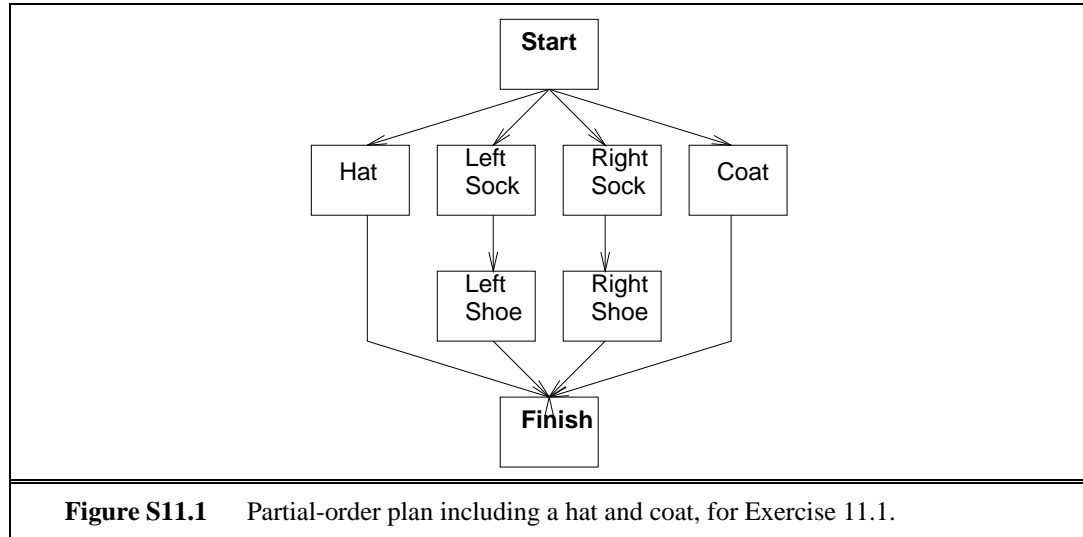 Start
Hat
Left
Sock
Right
Sock
Coat
Left
Shoe
Right
Shoe
Finish
Figure S11.1 Partial-order plan including a hat and coat, for Exercise 11.1.